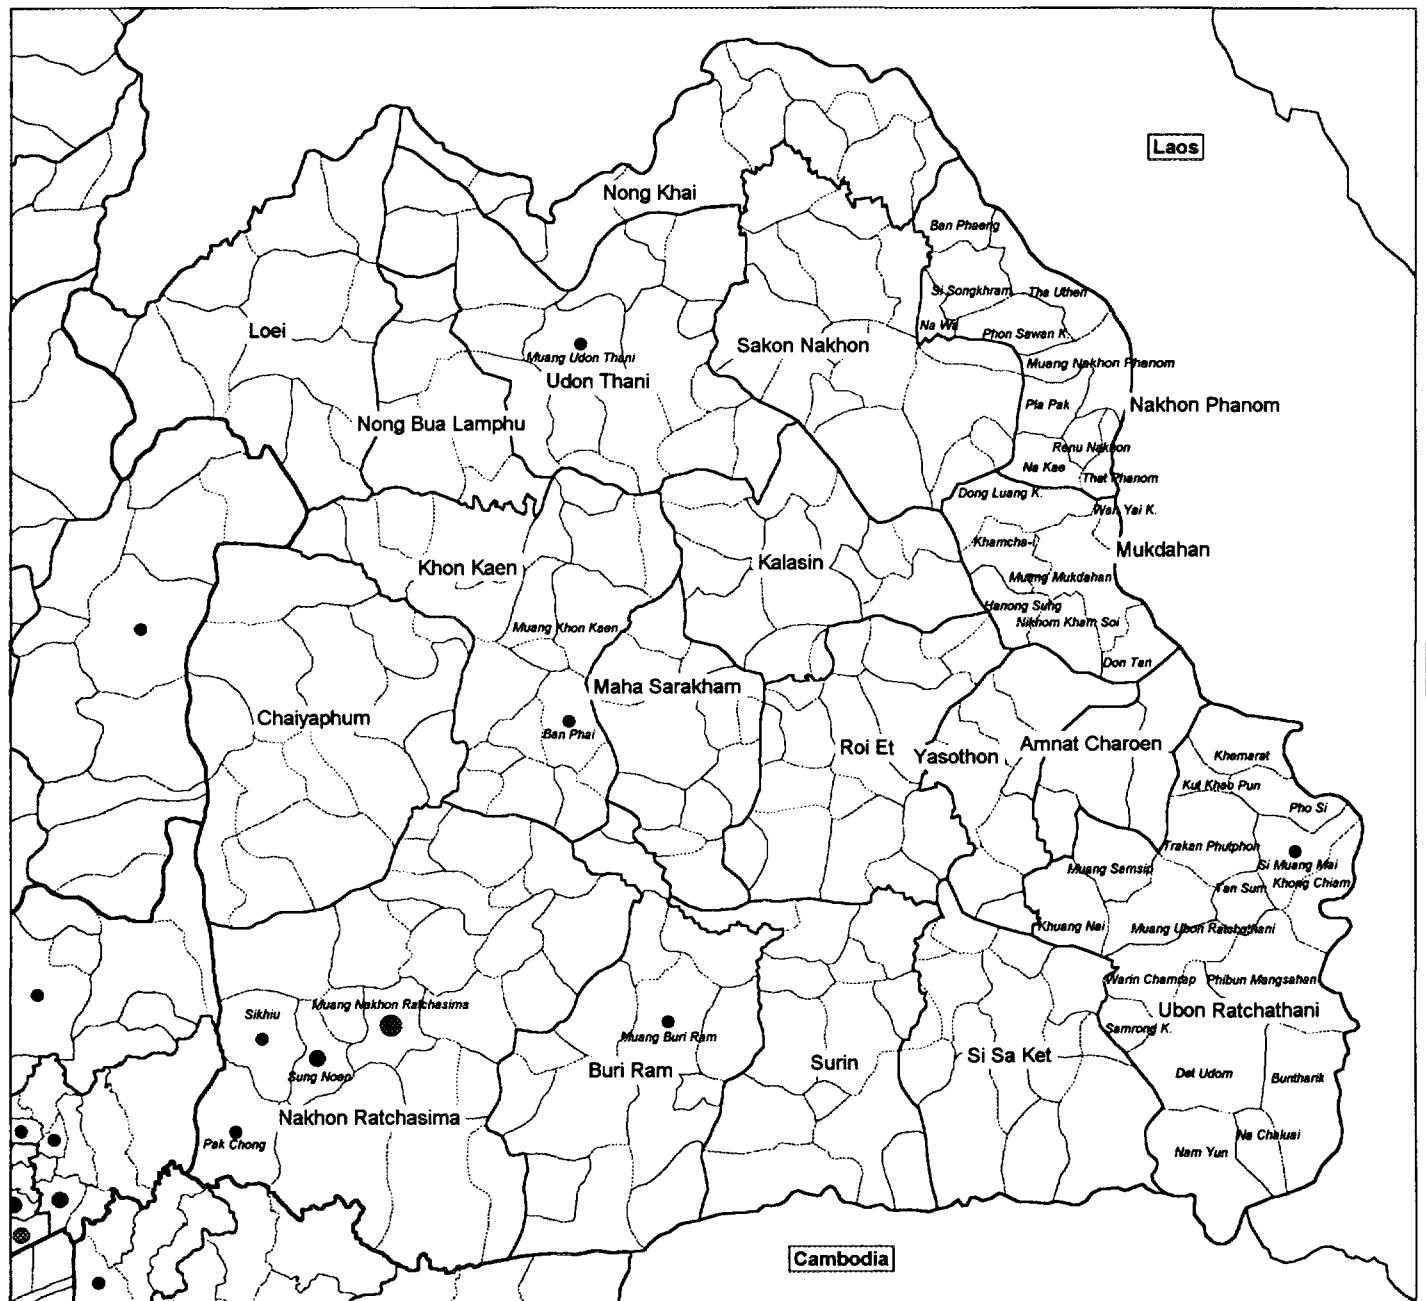 Laos
Nong Khai
Ban Phaeng
Si Songkhram
Tha Uthen
Na Wa
Phon Sawan K.
Loei
Sakon Nakhon
Muang Udon Thani
Udon Thani
Muang Nakhon Phanom
Pla Pak
Nakhon Phanom
Nong Bua Lamphu
Renu Nakhon
Na Kae
That Phanom
Dong Luang K.
Wan Yai K.
Khamcha-I
Mukdahan
Khon Kaen
Kalasin
Muang Mukdahan
Hanong Sung
Nikhom Kham Soi
Muang Khon Kaen
Don Tan
Maha Sarakham
Chaiyaphum
Ban Phai
Roi Et
Yasothon
Amnat Charoen
Khemarat
Kut Khao Pun
Pho Si
Trakan Phutphon
Si Muang Mai
Muang Samsip
Tan Sum
Khong Chiam
Khuang Nai
Muang Ubon Ratchathani
Warin Chamrap
Phibun Mangsahan
Ubon Ratchathani
Muang Nakhon Ratchasima
Sikhiu
Samrong K.
Muang Buri Ram
Surin
Si Sa Ket
Buri Ram
Sung Noen
Det Udom
Buntharik
Nakhon Ratchasima
Pak Chong
Na Chaluai
Nam Yun
Cambodia